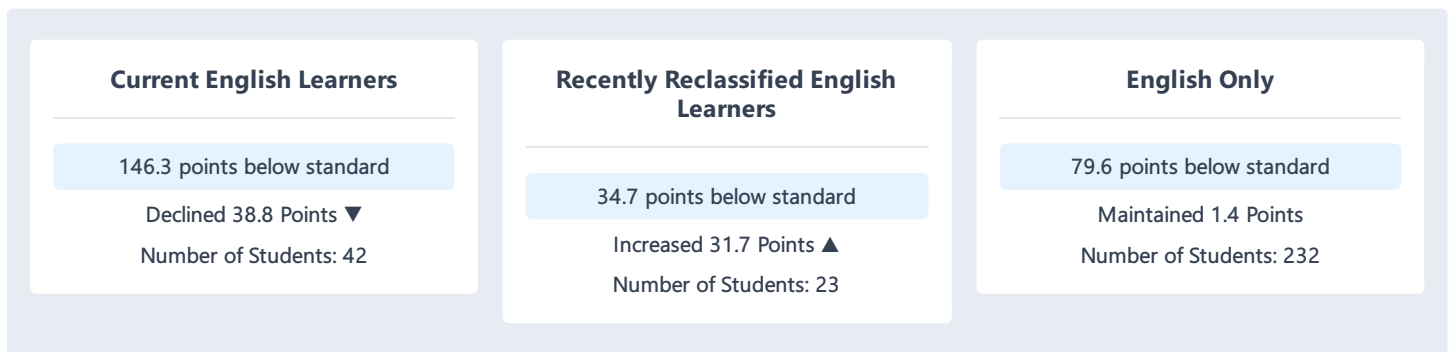 Current English Learners
146.3 points below standard
Declined 38.8 Points ▼
Number of Students: 42
Recently Reclassified English
Learners
34.7 points below standard
Increased 31.7 Points ▲
Number of Students: 23
English Only
79.6 points below standard
Maintained 1.4 Points
Number of Students: 232